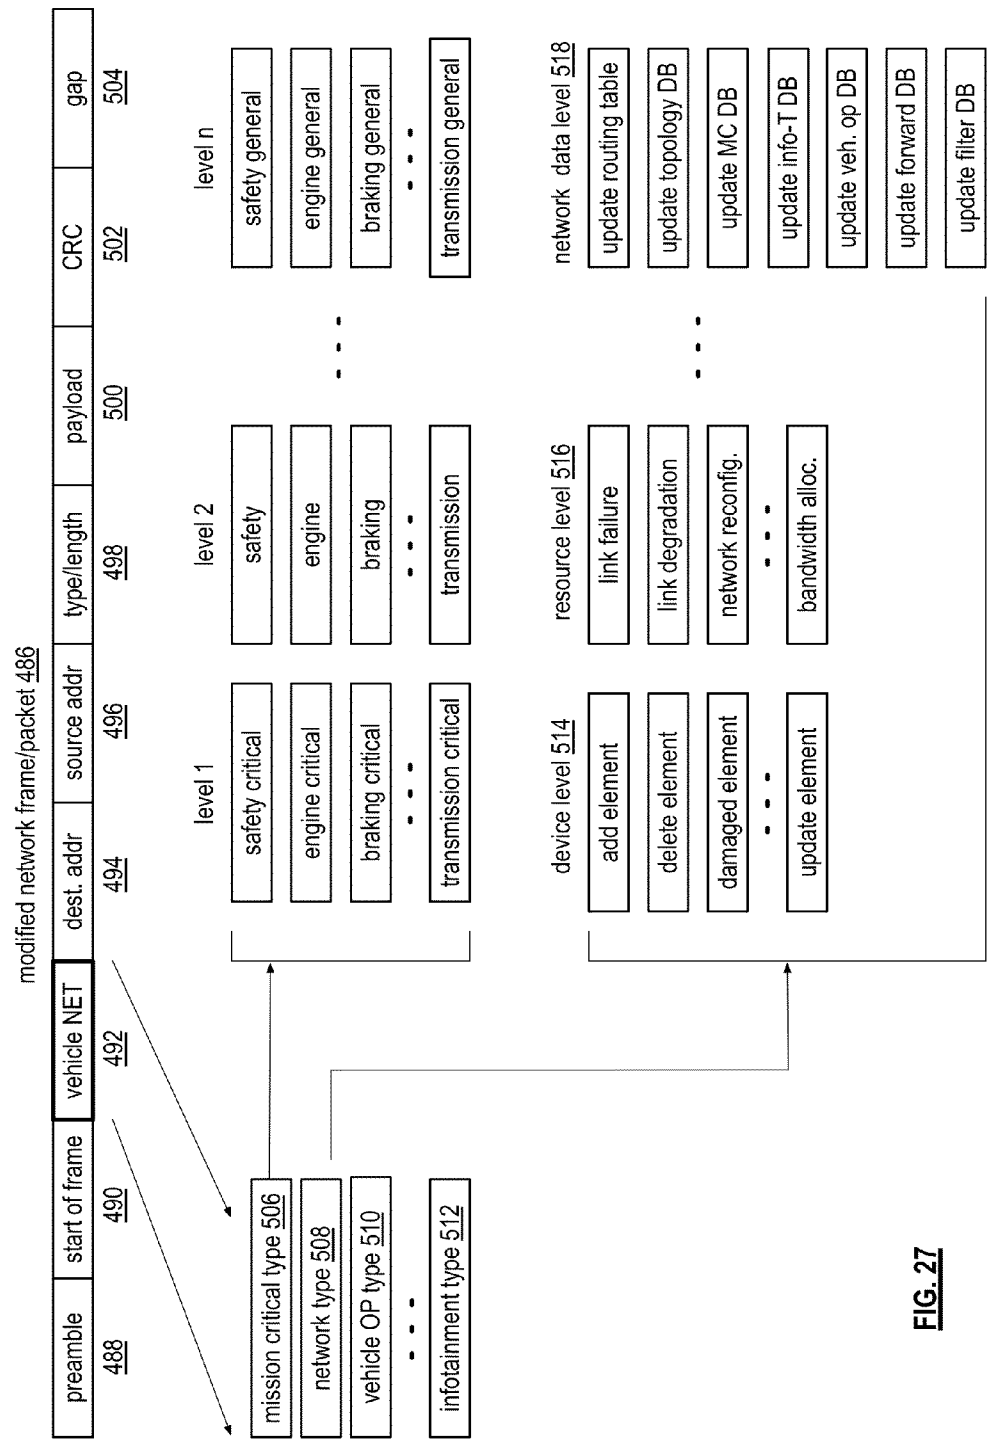 modified network frame/packet 486
preamble
start of frame
vehicle NET
dest. addr
source addr
type/length
payload
CRC
gap
488
490
492
494
496
498
500
502
504
mission critical type 506
network type 508
vehicle OP type 510
infotainment type 512
level 1
safety critical
engine critical
braking critical
transmission critical
level 2
safety
engine
braking
transmission
level n
safety general
engine general
braking general
transmission general
device level 514
add element
delete element
damaged element
update element
resource level 516
link failure
link degradation
network reconfig.
bandwidth alloc.
network data level 518
update routing table
update topology DB
update MC DB
update info-T DB
update veh. op DB
update forward DB
update filter DB
FIG. 27